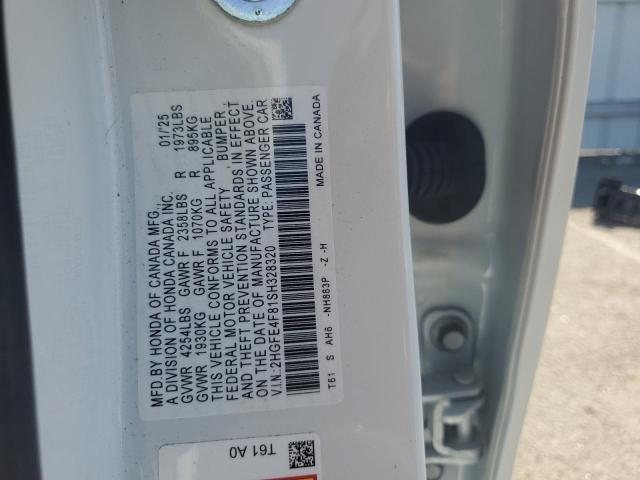 MFD.BY HONDA OF CANADA MFG., 01/25
A DIVISION OF HONDA CANADA INC.
GVWR 4254LBS GAWR F 2358LBS R 1973LBS
GVWR 1930KG GAWR F 1070KG R 895KG
THIS VEHICLE CONFORMS TO ALL APPLICABLE
FEDERAL MOTOR VEHICLE SAFETY, BUMPER,
AND THEFT PREVENTION STANDARDS IN EFFECT
ON THE DATE OF MANUFACTURE SHOWN ABOVE.
V.I.N.:2HGFE4F81SH328320 TYPE: PASSENGER CAR
T61 S AH6 -NH883P -Z -H MADE IN CANADA
T61 A0